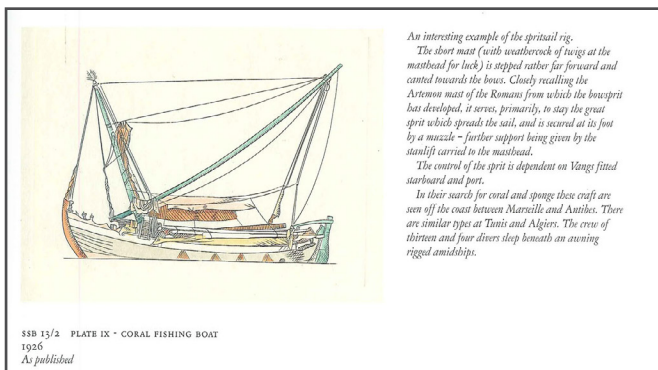 An interesting example of the spritsail rig.
The short mast (with weathercock of twigs at the
masthead for luck) is stepped rather far forward and
canted towards the bows. Closely recalling the
Artemon mast of the Romans from which the bowsprit
has developed, it serves, primarily, to stay the great
sprit which spreads the sail, and is secured at its foot
by a muzzle – further support being given by the
stanlift carried to the masthead.
The control of the sprit is dependent on Vangs fitted
starboard and port.
In their search for coral and sponge these craft are
seen off the coast between Marseille and Antibes. There
are similar types at Tunis and Algiers. The crew of
thirteen and four divers sleep beneath an awning
rigged amidships.
SSB 13/2 PLATE IX - CORAL FISHING BOAT
1926
As published